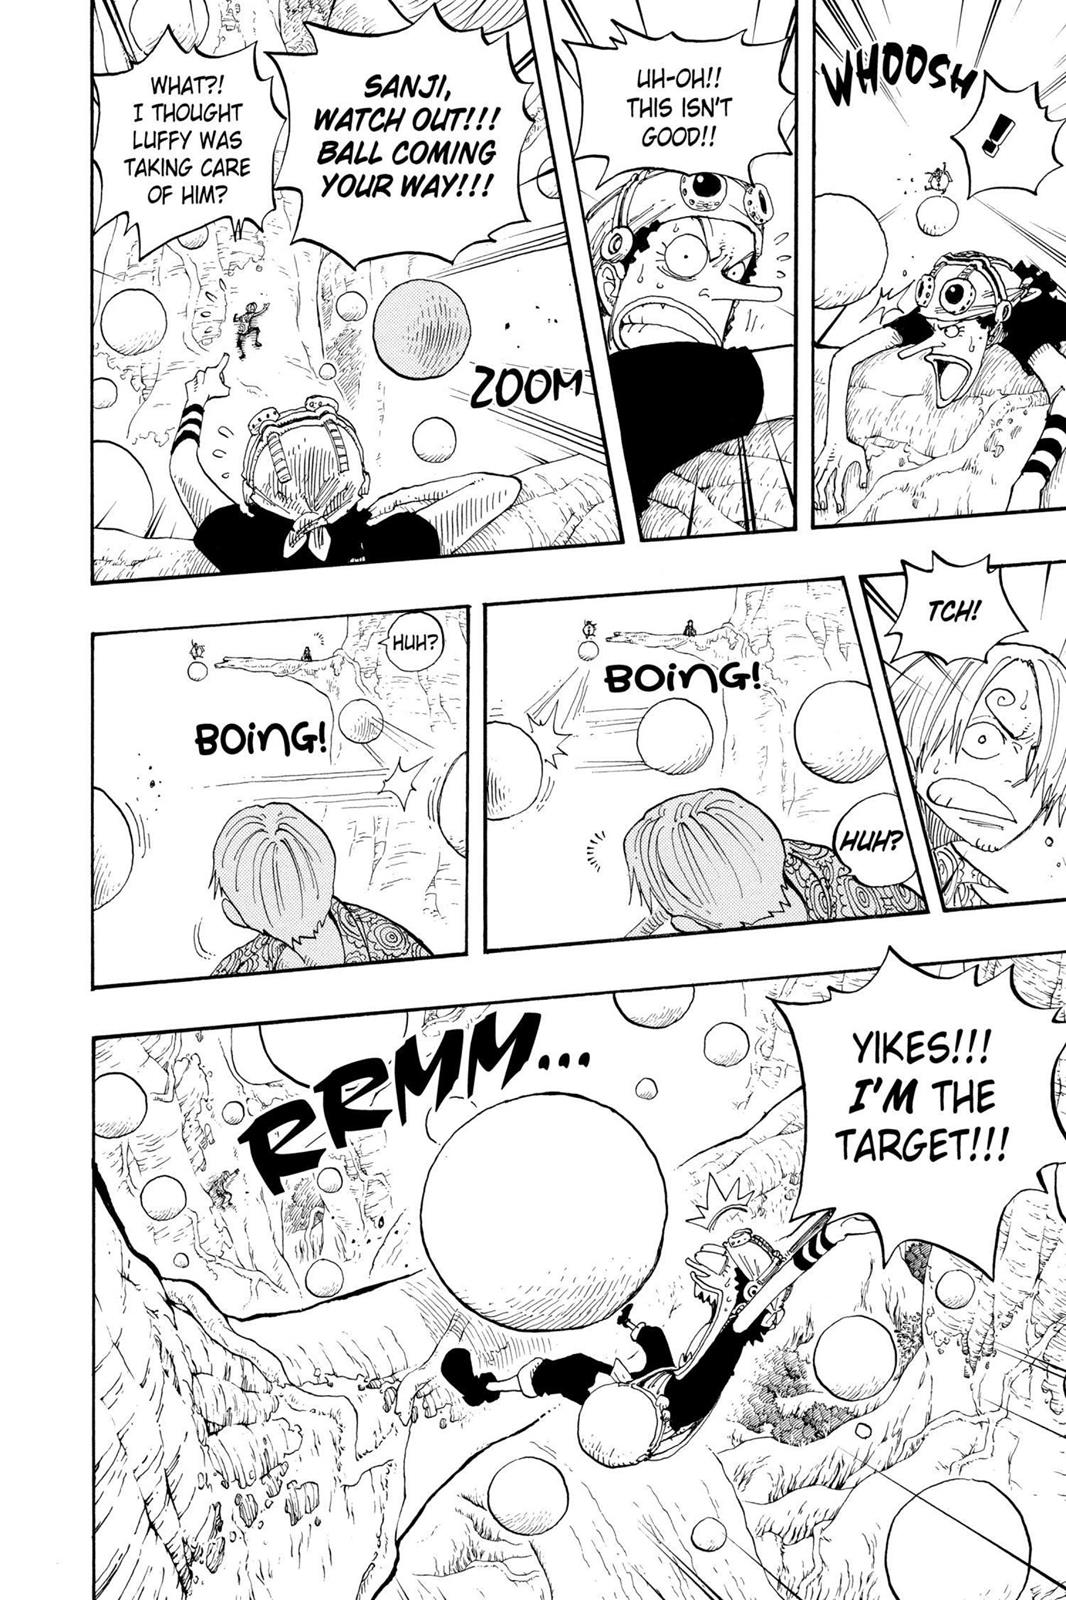 WHOOSH
!
UH-OH!!
THIS ISN'T
GOOD!!
SANJI,
WATCH OUT!!!
BALL COMING
YOUR WAY!!!
WHAT?!
I THOUGHT
LUFFY WAS
TAKING CARE
OF HIM?
ZOOM
TCH!
BOING!
HUH?
HUH?
BOING!
YIKES!!!
I'M THE
TARGET!!!
RRMM...